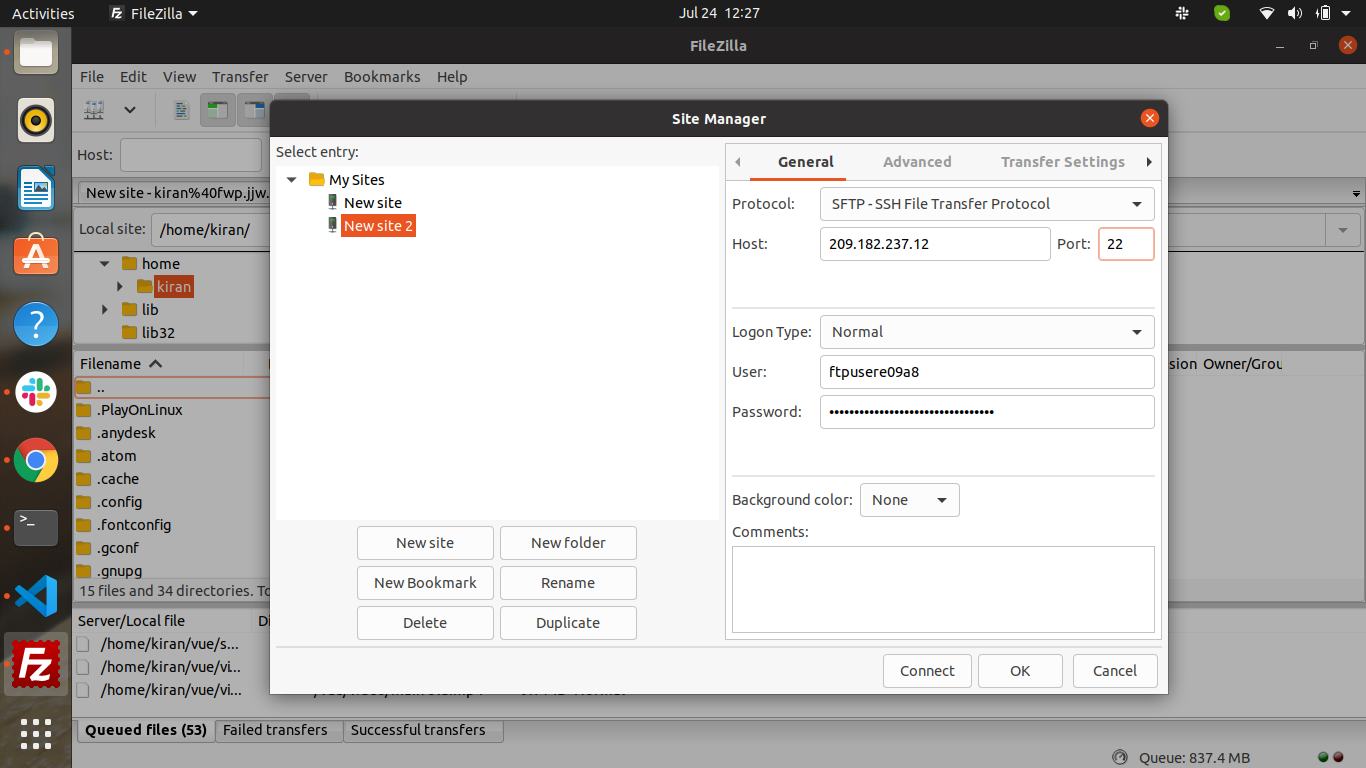 Activities FileZilla Jul 24 12:27
FileZilla
File Edit View Transfer Server Bookmarks Help
Site Manager
Host:
Select entry:
General Advanced Transfer Settings
My Sites
New site
New site 2
Protocol: SFTP - SSH File Transfer Protocol
Host: 209.182.237.12 Port: 22
Logon Type: Normal
User: ftpusere09a8
Password: •••••••••••••••••••••••••••••••••
Background color: None
Comments:
New site New folder
New Bookmark Rename
Delete Duplicate
Connect OK Cancel
New site - kiran%40fwp.jjw.
Local site: /home/kiran/
home
kiran
lib
lib32
Filename
sion Owner/Grou
..
.PlayOnLinux
.anydesk
.atom
.cache
.config
.fontconfig
.gconf
.gnupg
15 files and 34 directories. To
Server/Local file Di
/home/kiran/vue/s...
/home/kiran/vue/vi...
/home/kiran/vue/vi...
Queued files (53) Failed transfers Successful transfers
Queue: 837.4 MB